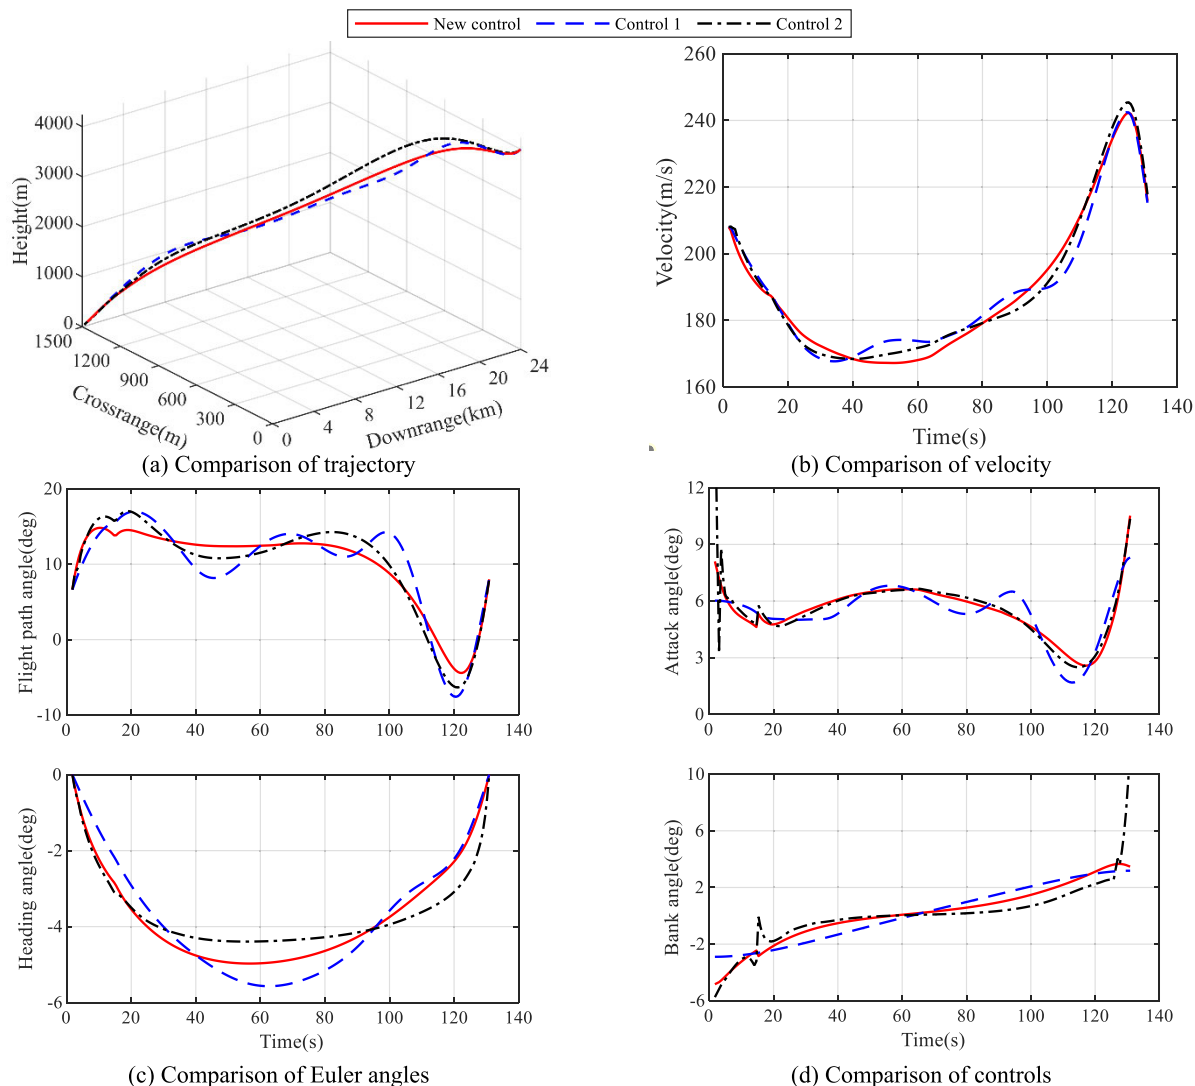 New control Control 1 Control 2
4000
3000
2000
1000
0
Height(m)
1500
1200
900
600
300
0
Crossrange(m)
0
4
8
12
16
20
24
Downrange(km)
(a) Comparison of trajectory
260
240
220
200
180
160
Velocity(m/s)
0 20 40 60 80 100 120 140
Time(s)
(b) Comparison of velocity
20
10
0
-10
Flight path angle(deg)
0 20 40 60 80 100 120 140
0
-2
-4
-6
Heading angle(deg)
0 20 40 60 80 100 120 140
Time(s)
(c) Comparison of Euler angles
12
9
6
3
0
Attack angle(deg)
0 20 40 60 80 100 120 140
10
6
2
-2
-6
Bank angle(deg)
0 20 40 60 80 100 120 140
Time(s)
(d) Comparison of controls